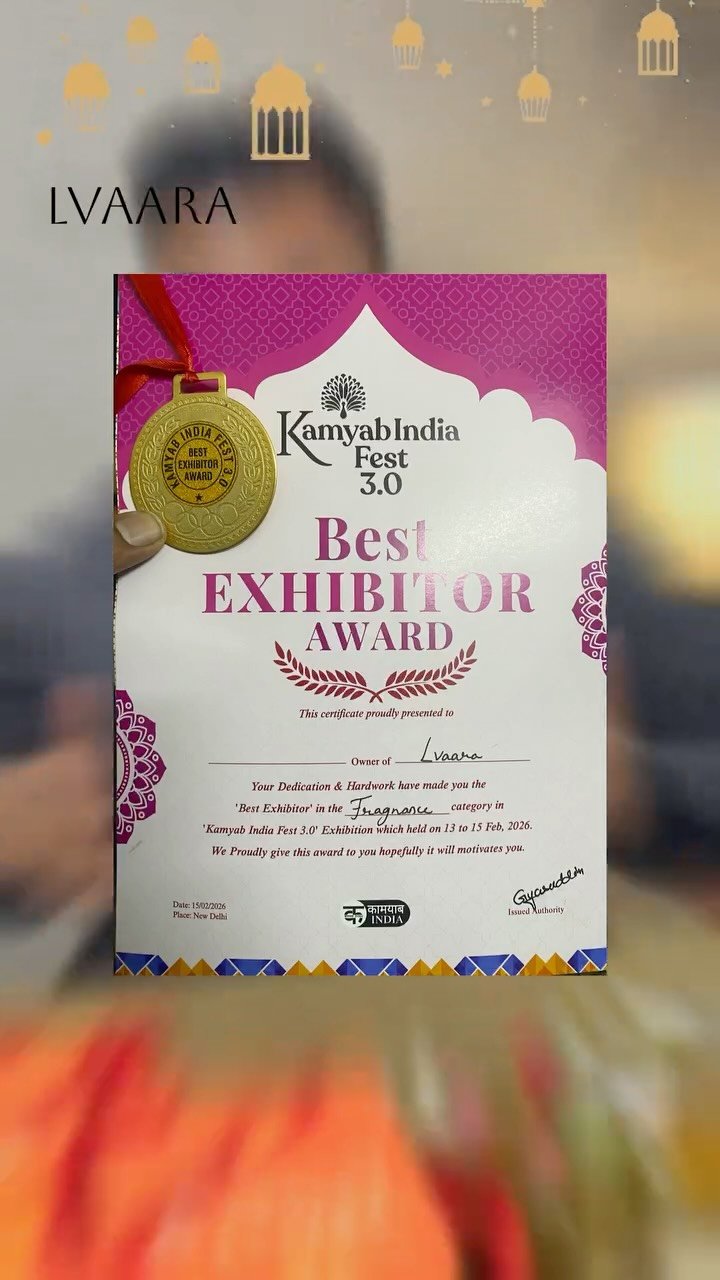 LVAARA
KAMYAB INDIA FEST 3.0
BEST
EXHIBITOR
AWARD
Kamyab India
Fest
3.0
Best
EXHIBITOR
AWARD
This certificate proudly presented to
Owner of Lvaara
Your Dedication & Hardwork have made you the
'Best Exhibitor' in the Fragnance category in
'Kamyab India Fest 3.0' Exhibition which held on 13 to 15 Feb, 2026.
We Proudly give this award to you hopefully it will motivates you.
Date: 15/02/2026
Place: New Delhi
क कामयाब
INDIA
Issued Authority